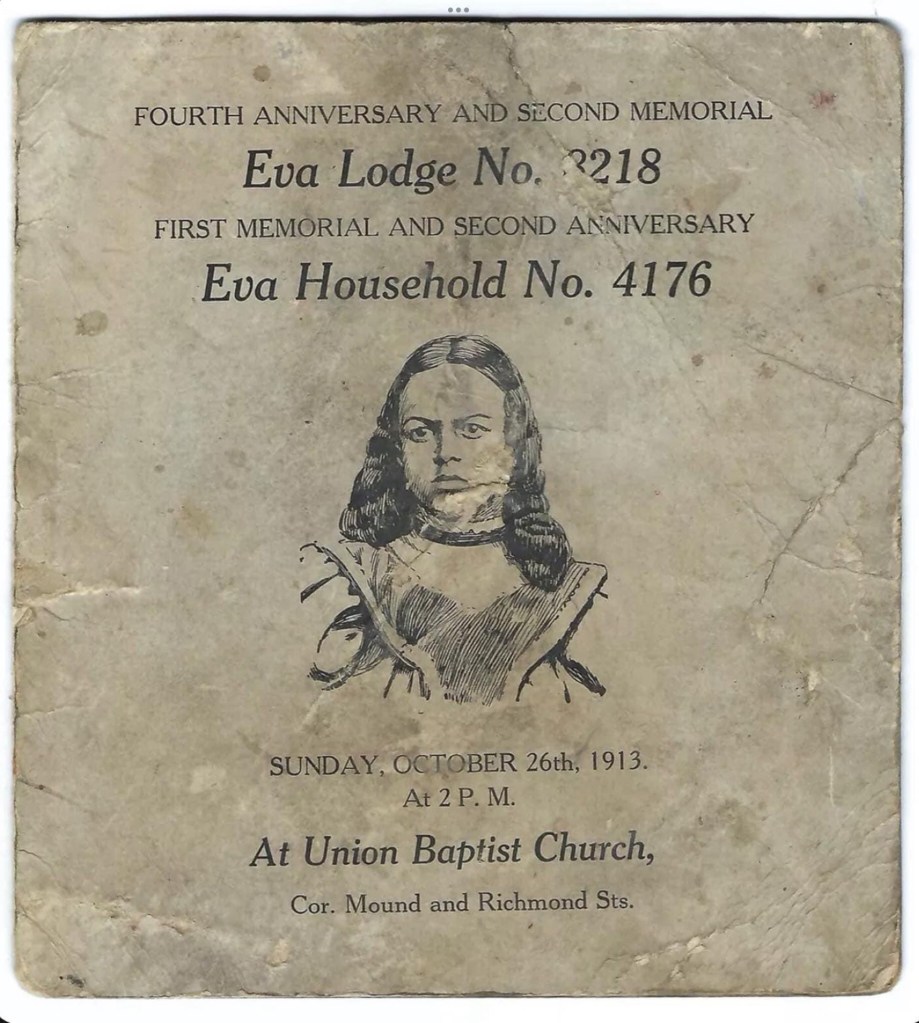 FOURTH ANNIVERSARY AND SECOND MEMORIAL
Eva Lodge No. 3218
FIRST MEMORIAL AND SECOND ANNIVERSARY
Eva Household No. 4176
SUNDAY, OCTOBER 26th, 1913.
At 2 P. M.
At Union Baptist Church,
Cor. Mound and Richmond Sts.